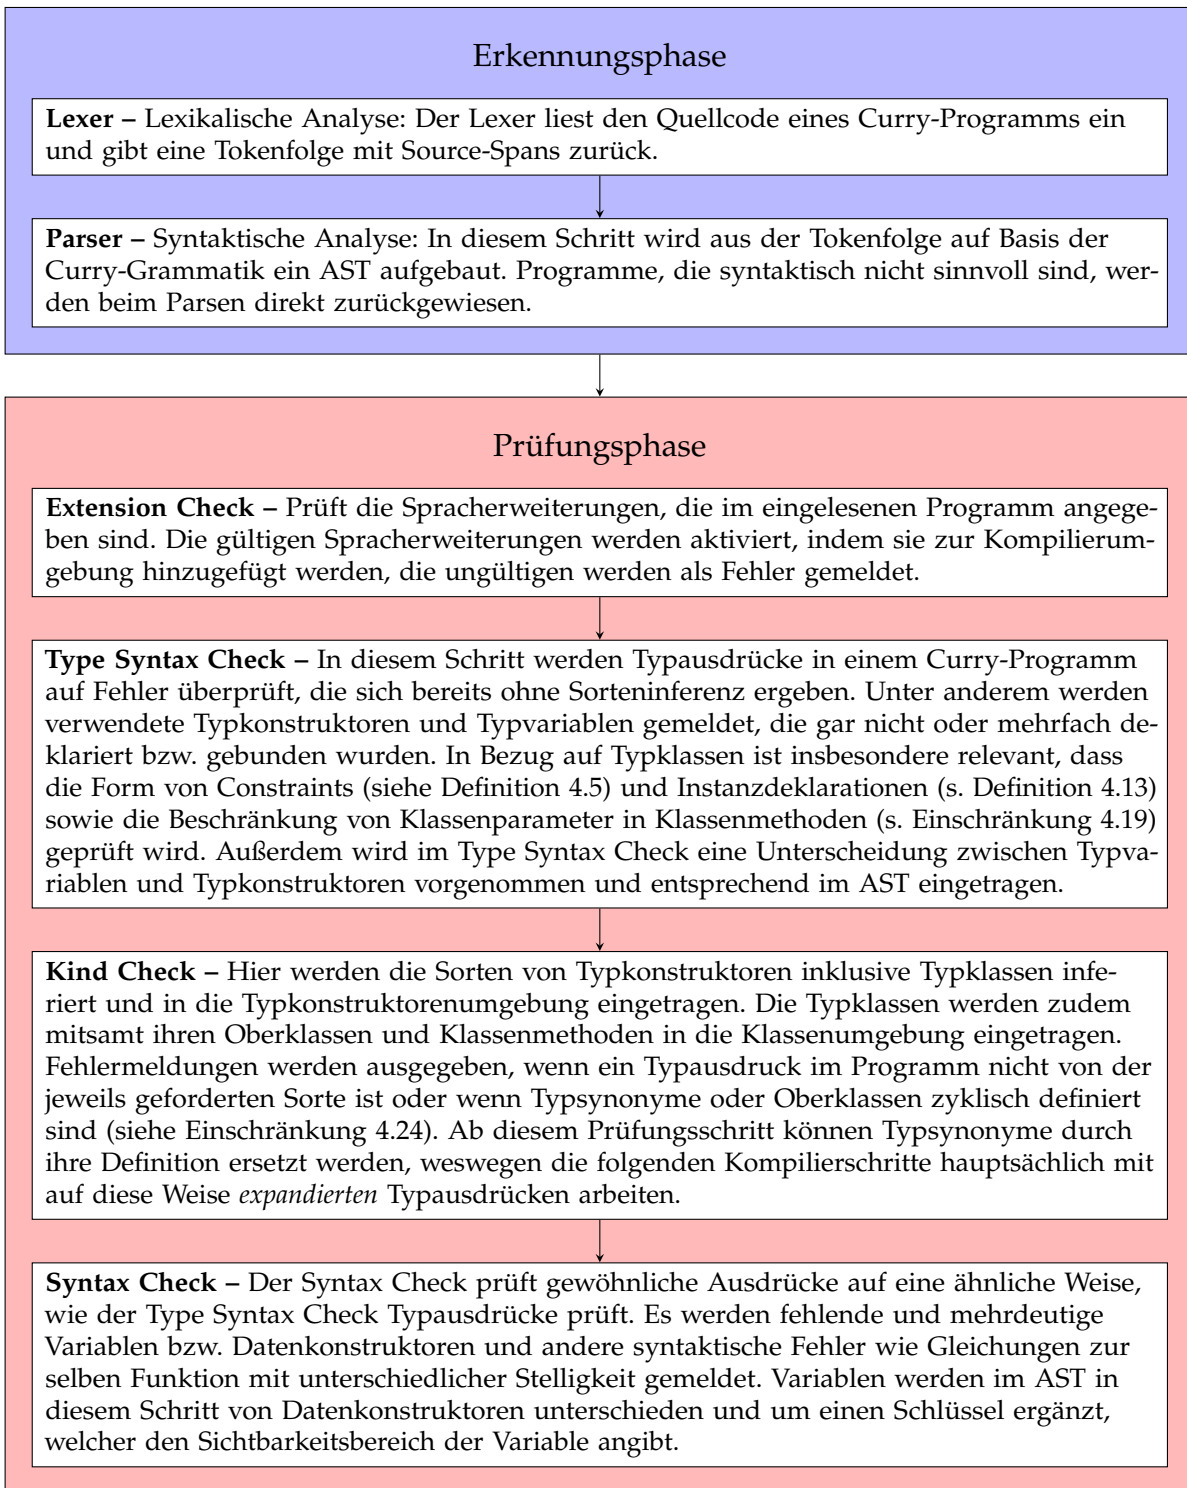 Erkennungsphase
Lexer – Lexikalische Analyse: Der Lexer liest den Quellcode eines Curry-Programms ein
und gibt eine Tokenfolge mit Source-Spans zurück.
Parser – Syntaktische Analyse: In diesem Schritt wird aus der Tokenfolge auf Basis der
Curry-Grammatik ein AST aufgebaut. Programme, die syntaktisch nicht sinnvoll sind, wer-
den beim Parsen direkt zurückgewiesen.
Prüfungsphase
Extension Check – Prüft die Spracherweiterungen, die im eingelesenen Programm angege-
ben sind. Die gültigen Spracherweiterungen werden aktiviert, indem sie zur Kompilierum-
gebung hinzugefügt werden, die ungültigen werden als Fehler gemeldet.
Type Syntax Check – In diesem Schritt werden Typausdrücke in einem Curry-Programm
auf Fehler überprüft, die sich bereits ohne Sorteninferenz ergeben. Unter anderem werden
verwendete Typkonstruktoren und Typvariablen gemeldet, die gar nicht oder mehrfach de-
klariert bzw. gebunden wurden. In Bezug auf Typklassen ist insbesondere relevant, dass
die Form von Constraints (siehe Definition 4.5) und Instanzdeklarationen (s. Definition 4.13)
sowie die Beschränkung von Klassenparameter in Klassenmethoden (s. Einschränkung 4.19)
geprüft wird. Außerdem wird im Type Syntax Check eine Unterscheidung zwischen Typva-
riablen und Typkonstruktoren vorgenommen und entsprechend im AST eingetragen.
Kind Check – Hier werden die Sorten von Typkonstruktoren inklusive Typklassen infe-
riert und in die Typkonstruktorenumgebung eingetragen. Die Typklassen werden zudem
mitsamt ihren Oberklassen und Klassenmethoden in die Klassenumgebung eingetragen.
Fehlermeldungen werden ausgegeben, wenn ein Typausdruck im Programm nicht von der
jeweils geforderten Sorte ist oder wenn Typsynonyme oder Oberklassen zyklisch definiert
sind (siehe Einschränkung 4.24). Ab diesem Prüfungsschritt können Typsynonyme durch
ihre Definition ersetzt werden, weswegen die folgenden Kompilierschritte hauptsächlich mit
auf diese Weise expandierten Typausdrücken arbeiten.
Syntax Check – Der Syntax Check prüft gewöhnliche Ausdrücke auf eine ähnliche Weise,
wie der Type Syntax Check Typausdrücke prüft. Es werden fehlende und mehrdeutige
Variablen bzw. Datenkonstruktoren und andere syntaktische Fehler wie Gleichungen zur
selben Funktion mit unterschiedlicher Stelligkeit gemeldet. Variablen werden im AST in
diesem Schritt von Datenkonstruktoren unterschieden und um einen Schlüssel ergänzt,
welcher den Sichtbarkeitsbereich der Variable angibt.